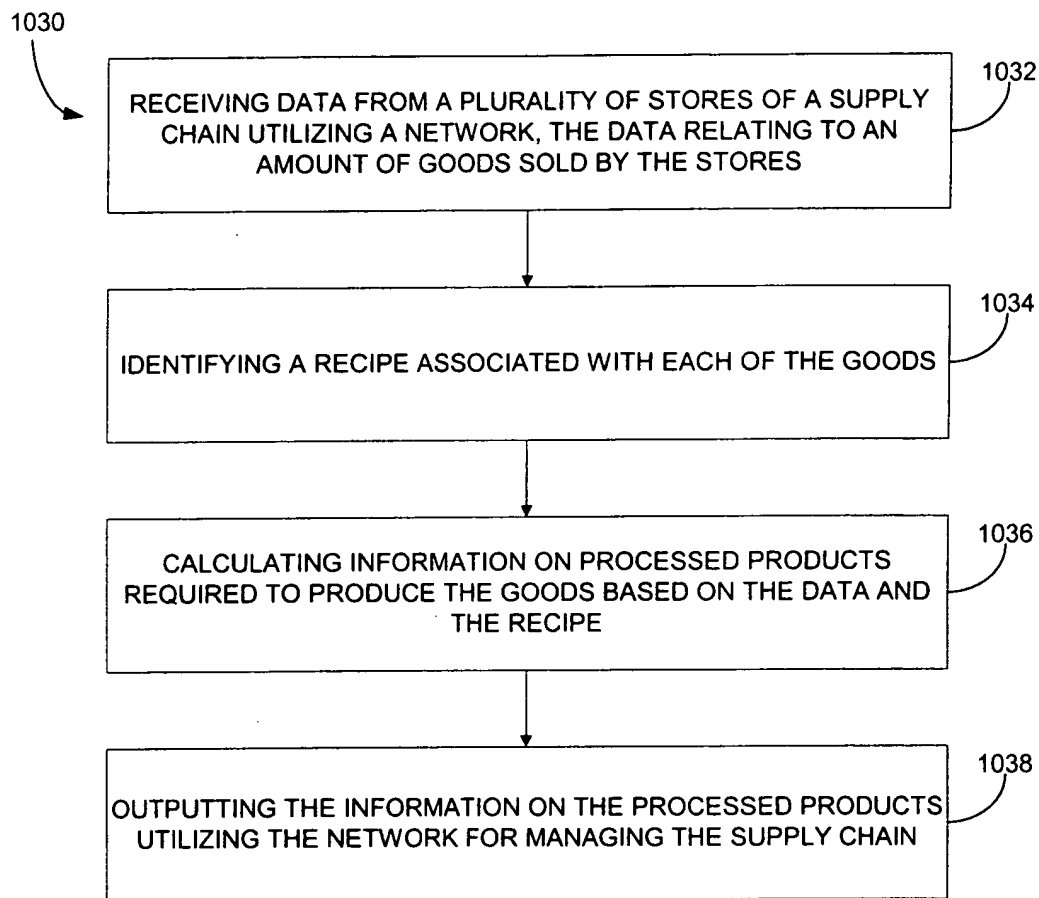 1030
1032
RECEIVING DATA FROM A PLURALITY OF STORES OF A SUPPLY
CHAIN UTILIZING A NETWORK, THE DATA RELATING TO AN
AMOUNT OF GOODS SOLD BY THE STORES
1034
IDENTIFYING A RECIPE ASSOCIATED WITH EACH OF THE GOODS
1036
CALCULATING INFORMATION ON PROCESSED PRODUCTS
REQUIRED TO PRODUCE THE GOODS BASED ON THE DATA AND
THE RECIPE
1038
OUTPUTTING THE INFORMATION ON THE PROCESSED PRODUCTS
UTILIZING THE NETWORK FOR MANAGING THE SUPPLY CHAIN